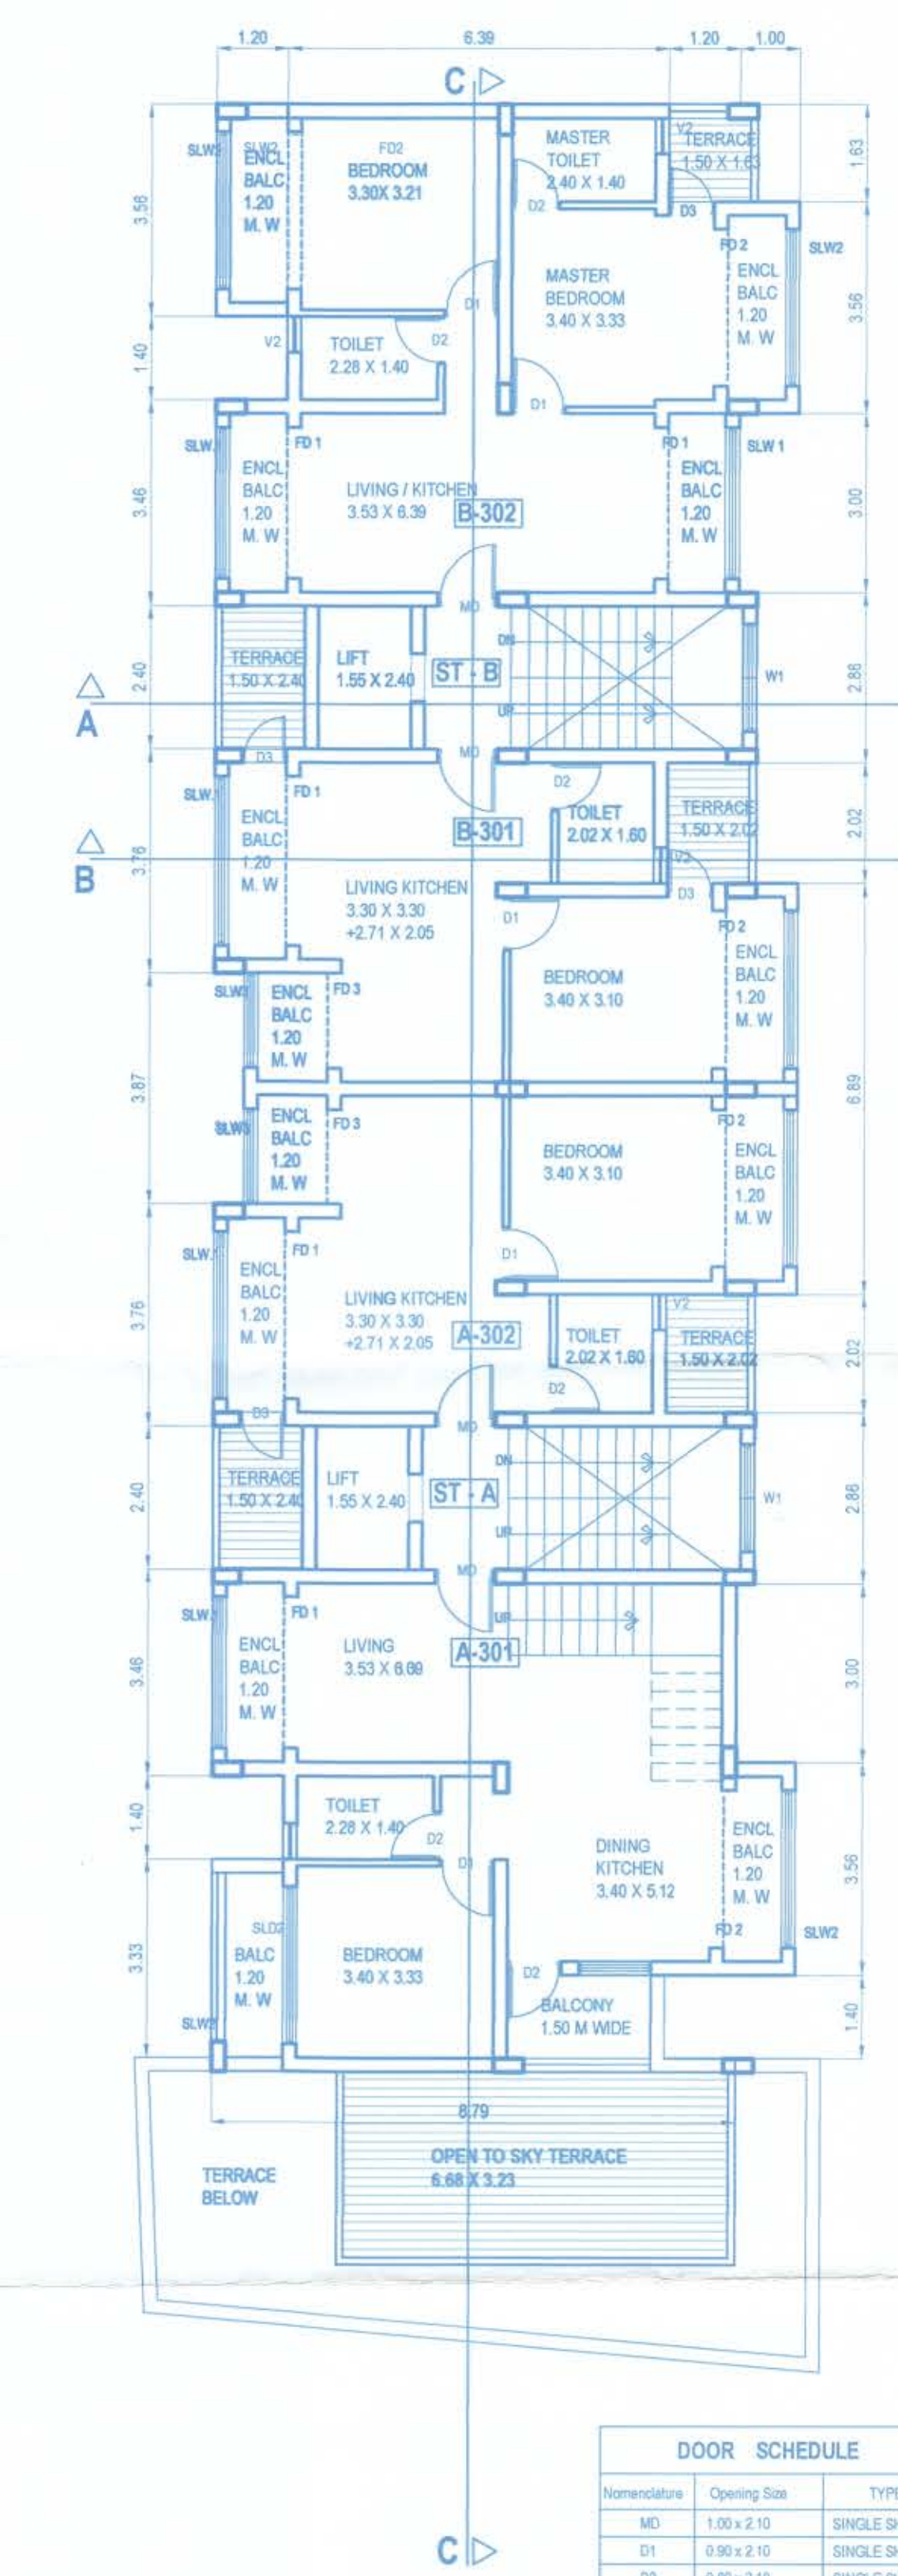 1.20
6.39
1.20
1.00
C
SLW2
ENCL
BALC
1.20
M. W
3.56
FD2
BEDROOM
3.30X 3.21
MASTER
TOILET
2.40 X 1.40
D2
V2
TERRACE
1.50 X 1.63
1.63
D3
FD 2
SLW2
MASTER
BEDROOM
3.40 X 3.33
ENCL
BALC
1.20
M. W
3.56
D1
V2
TOILET
2.28 X 1.40
D2
1.40
D1
SLW.
FD 1
FD 1
SLW 1
ENCL
BALC
1.20
M. W
3.46
LIVING / KITCHEN
3.53 X 6.39
B-302
ENCL
BALC
1.20
M. W
3.00
MD
TERRACE
1.50 X 2.40
2.40
LIFT
1.55 X 2.40
ST - B
DN
UP
W1
2.88
A
D3
MD
SLW.
FD 1
D2
ENCL
BALC
1.20
M. W
3.76
B-301
TOILET
2.02 X 1.60
TERRACE
1.50 X 2.02
2.02
V2
B
LIVING KITCHEN
3.30 X 3.30
+2.71 X 2.05
D1
D3
FD 2
BEDROOM
3.40 X 3.10
ENCL
BALC
1.20
M. W
ENCL
BALC
1.20
M. W
FD 3
3.87
6.89
ENCL
BALC
1.20
M. W
FD 3
BEDROOM
3.40 X 3.10
FD 2
ENCL
BALC
1.20
M. W
SLW.
FD 1
D1
ENCL
BALC
1.20
M. W
3.76
LIVING KITCHEN
3.30 X 3.30
+2.71 X 2.05
A-302
TOILET
2.02 X 1.60
V2
TERRACE
1.50 X 2.02
2.02
D2
D3
MD
TERRACE
1.50 X 2.40
2.40
LIFT
1.55 X 2.40
ST - A
DN
UP
W1
2.88
MD
SLW.
FD 1
UP
ENCL
BALC
1.20
M. W
3.46
LIVING
A-301
3.00
TOILET
2.28 X 1.40
1.40
D2
D1
DINING
KITCHEN
3.40 X 5.12
ENCL
BALC
1.20
M. W
3.56
FD 2
SLW2
BALC
1.20
M. W
3.33
BEDROOM
3.40 X 3.33
D2
BALCONY
1.50 M WIDE
1.40
8.79
OPEN TO SKY TERRACE
6.68 X 3.23
TERRACE
BELOW
DOOR SCHEDULE
Nomenclature
Opening Size
MD
1.00 x 2.10
SINGLE
D1
0.90 x 2.10
SINGLE
C